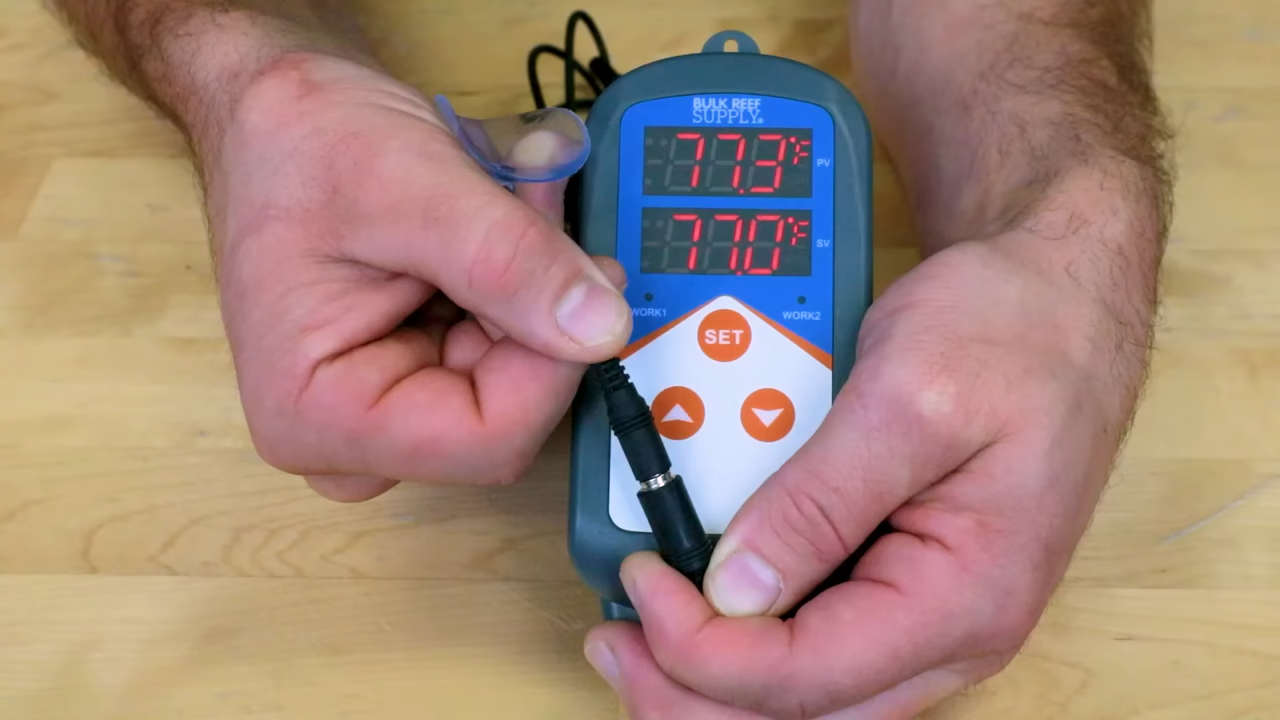 BULK REEF
SUPPLY®
77.3°F PV
77.0°F SV
WORK1 WORK2
SET